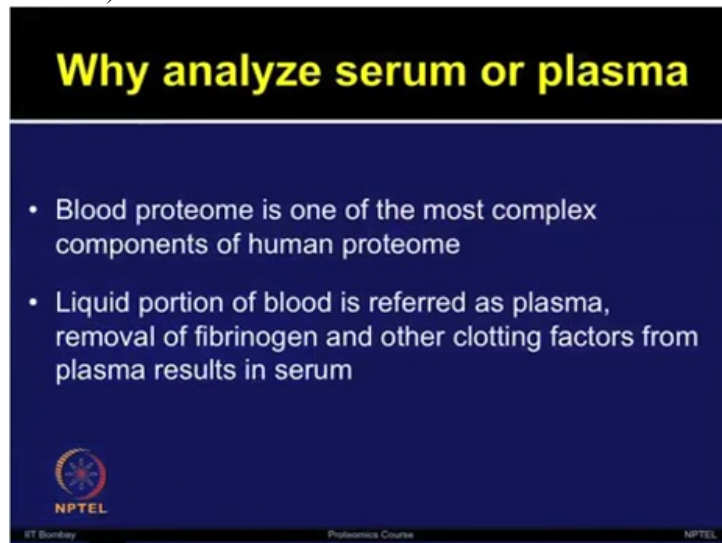 Why analyze serum or plasma
• Blood proteome is one of the most complex
components of human proteome
• Liquid portion of blood is referred as plasma,
removal of fibrinogen and other clotting factors from
plasma results in serum
NPTEL
IIT Bombay
Proteomics Course
NPTEL